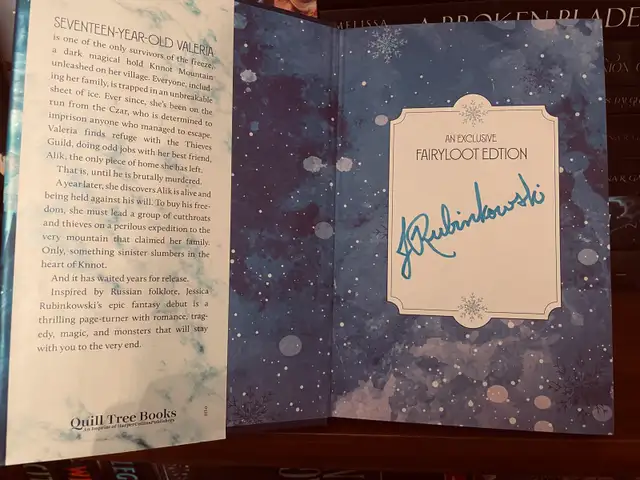 SEVENTEEN-YEAR-OLD VALERIA
is one of the only survivors of the freeze,
a dark magical hold Knnot Mountain
unleashed on her village. Everyone, includ-
ing her family, is trapped in an unbreakable
sheet of ice. Ever since, she's been on the
run from the Czar, who is determined to
imprison anyone who managed to escape.
Valeria finds refuge with the Thieves
Guild, doing odd jobs with her best friend,
Alik, the only piece of home she has left.
That is, until he is brutally murdered.
A year later, she discovers Alik is alive and
being held against his will. To buy his free-
dom, she must lead a group of cutthroats
and thieves on a perilous expedition to the
very mountain that claimed her family.
Only, something sinister slumbers in the
heart of Knnot.
And it has waited years for release.
Inspired by Russian folklore, Jessica
Rubinkowski's epic fantasy debut is a
thrilling page-turner with romance, trag-
edy, magic, and monsters that will stay
with you to the very end.
Quill Tree Books
An Imprint of HarperCollinsPublishers
AN EXCLUSIVE
FAIRYLOOT EDTION
J Rubinkowski
MELISSA
A BROKEN BLADE